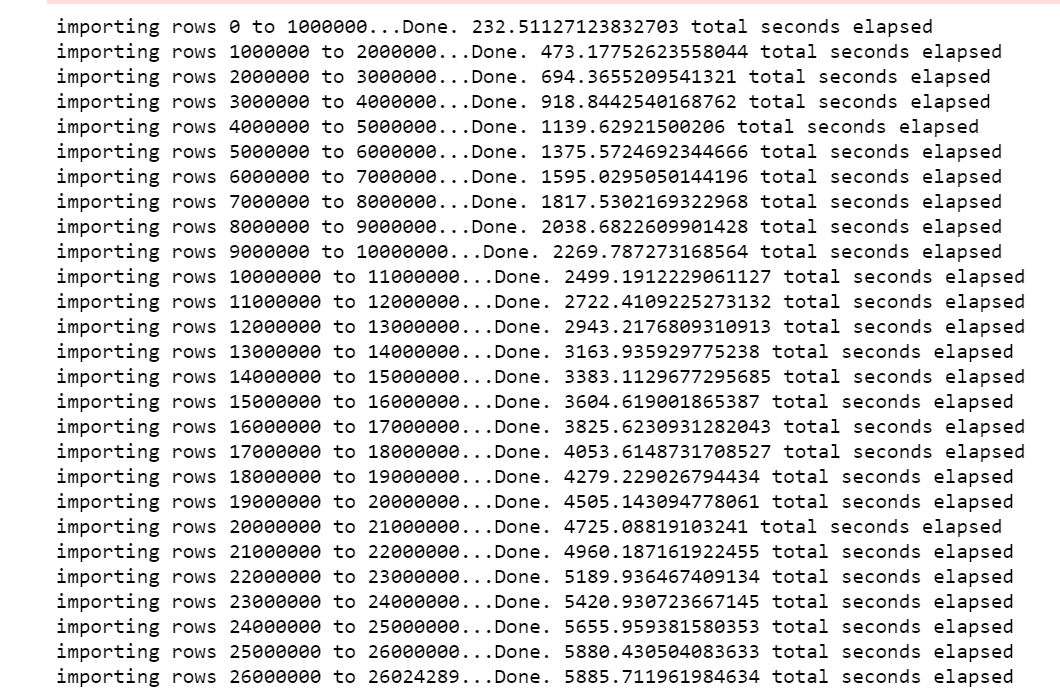 importing rows 0 to 1000000...Done. 232.51127123832703 total seconds elapsed
importing rows 1000000 to 2000000...Done. 473.17752623558044 total seconds elapsed
importing rows 2000000 to 3000000...Done. 694.3655209541321 total seconds elapsed
importing rows 3000000 to 4000000...Done. 918.8442540168762 total seconds elapsed
importing rows 4000000 to 5000000...Done. 1139.62921500206 total seconds elapsed
importing rows 5000000 to 6000000...Done. 1375.5724692344666 total seconds elapsed
importing rows 6000000 to 7000000...Done. 1595.0295050144196 total seconds elapsed
importing rows 7000000 to 8000000...Done. 1817.5302169322968 total seconds elapsed
importing rows 8000000 to 9000000...Done. 2038.6822609901428 total seconds elapsed
importing rows 9000000 to 10000000...Done. 2269.787273168564 total seconds elapsed
importing rows 10000000 to 11000000...Done. 2499.1912229061127 total seconds elapsed
importing rows 11000000 to 12000000...Done. 2722.4109225273132 total seconds elapsed
importing rows 12000000 to 13000000...Done. 2943.2176809310913 total seconds elapsed
importing rows 13000000 to 14000000...Done. 3163.935929775238 total seconds elapsed
importing rows 14000000 to 15000000...Done. 3383.1129677295685 total seconds elapsed
importing rows 15000000 to 16000000...Done. 3604.619001865387 total seconds elapsed
importing rows 16000000 to 17000000...Done. 3825.6230931282043 total seconds elapsed
importing rows 17000000 to 18000000...Done. 4053.6148731708527 total seconds elapsed
importing rows 18000000 to 19000000...Done. 4279.229026794434 total seconds elapsed
importing rows 19000000 to 20000000...Done. 4505.143094778061 total seconds elapsed
importing rows 20000000 to 21000000...Done. 4725.08819103241 total seconds elapsed
importing rows 21000000 to 22000000...Done. 4960.187161922455 total seconds elapsed
importing rows 22000000 to 23000000...Done. 5189.936467409134 total seconds elapsed
importing rows 23000000 to 24000000...Done. 5420.930723667145 total seconds elapsed
importing rows 24000000 to 25000000...Done. 5655.959381580353 total seconds elapsed
importing rows 25000000 to 26000000...Done. 5880.430504083633 total seconds elapsed
importing rows 26000000 to 26024289...Done. 5885.711961984634 total seconds elapsed